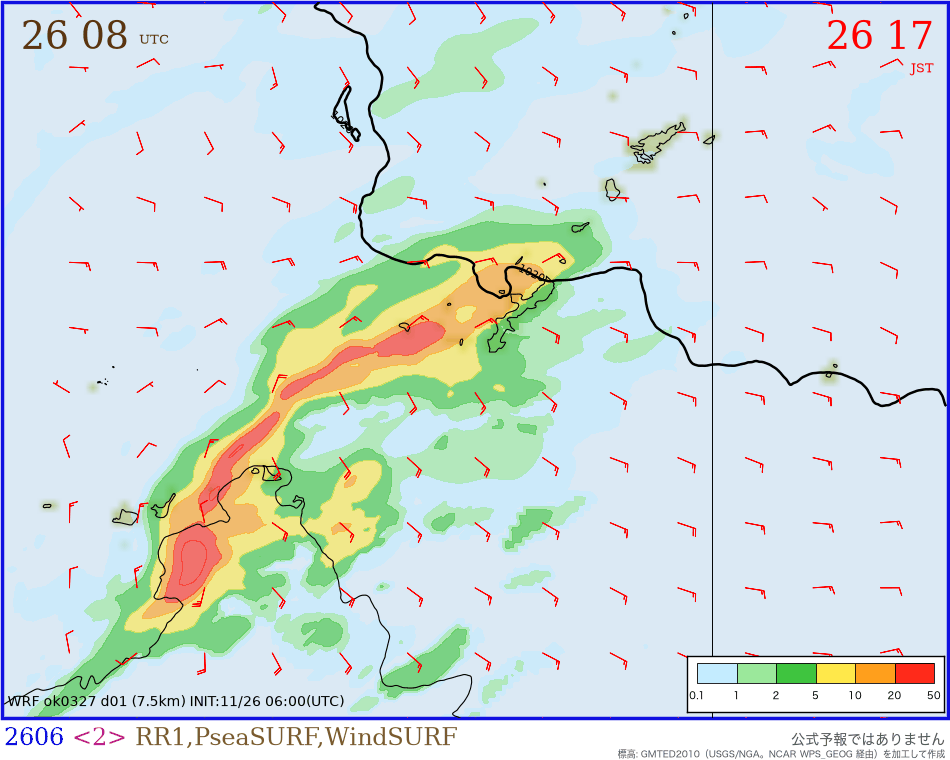 26 08 UTC
26 17
JST
1020
0.1 1 2 5 10 20 50
WRF ok0327 d01 (7.5km) INIT:11/26 06:00(UTC)
2606 <2> RR1,PseaSURF,WindSURF
公式予報ではありません
標高: GMTED2010（USGS/NGA。NCAR WPS_GEOG 経由）を加工して作成